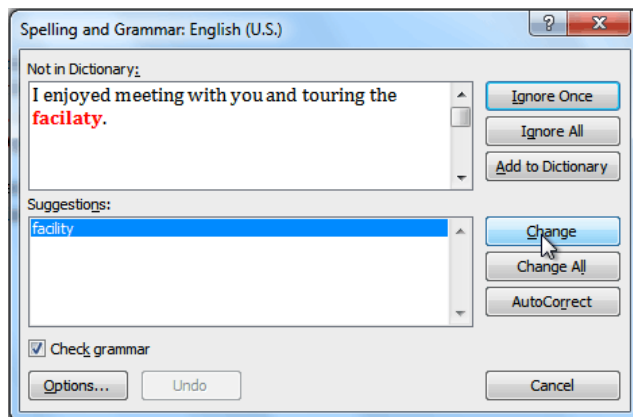 Spelling and Grammar: English (U.S.)
?
Not in Dictionary:
I enjoyed meeting with you and touring the
facilaty.
Ignore Once
Ignore All
Add to Dictionary
Suggestions:
facility
Change
Change All
AutoCorrect
Check grammar
Options...
Undo
Cancel